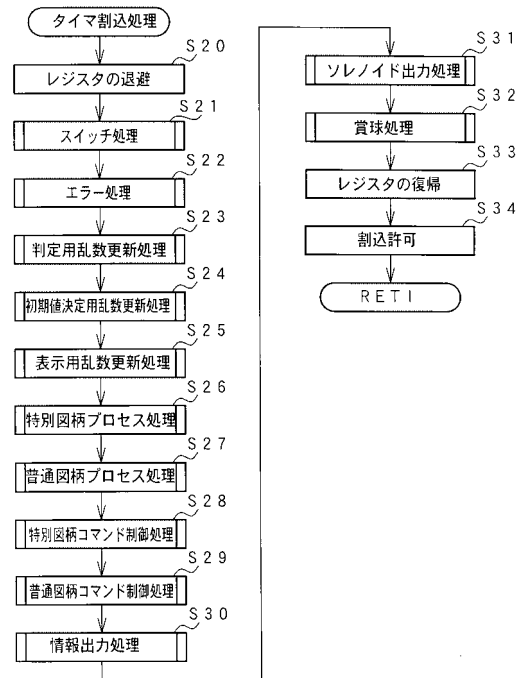 タイマ割込処理
S20
レジスタの退避
S21
スイッチ処理
S22
エラー処理
S23
判定用乱数更新処理
S24
初期値決定用乱数更新処理
S25
表示用乱数更新処理
S26
特別図柄プロセス処理
S27
普通図柄プロセス処理
S28
特別図柄コマンド制御処理
S29
普通図柄コマンド制御処理
S30
情報出力処理
S31
ソレノイド出力処理
S32
賞球処理
S33
レジスタの復帰
S34
割込許可
RETI